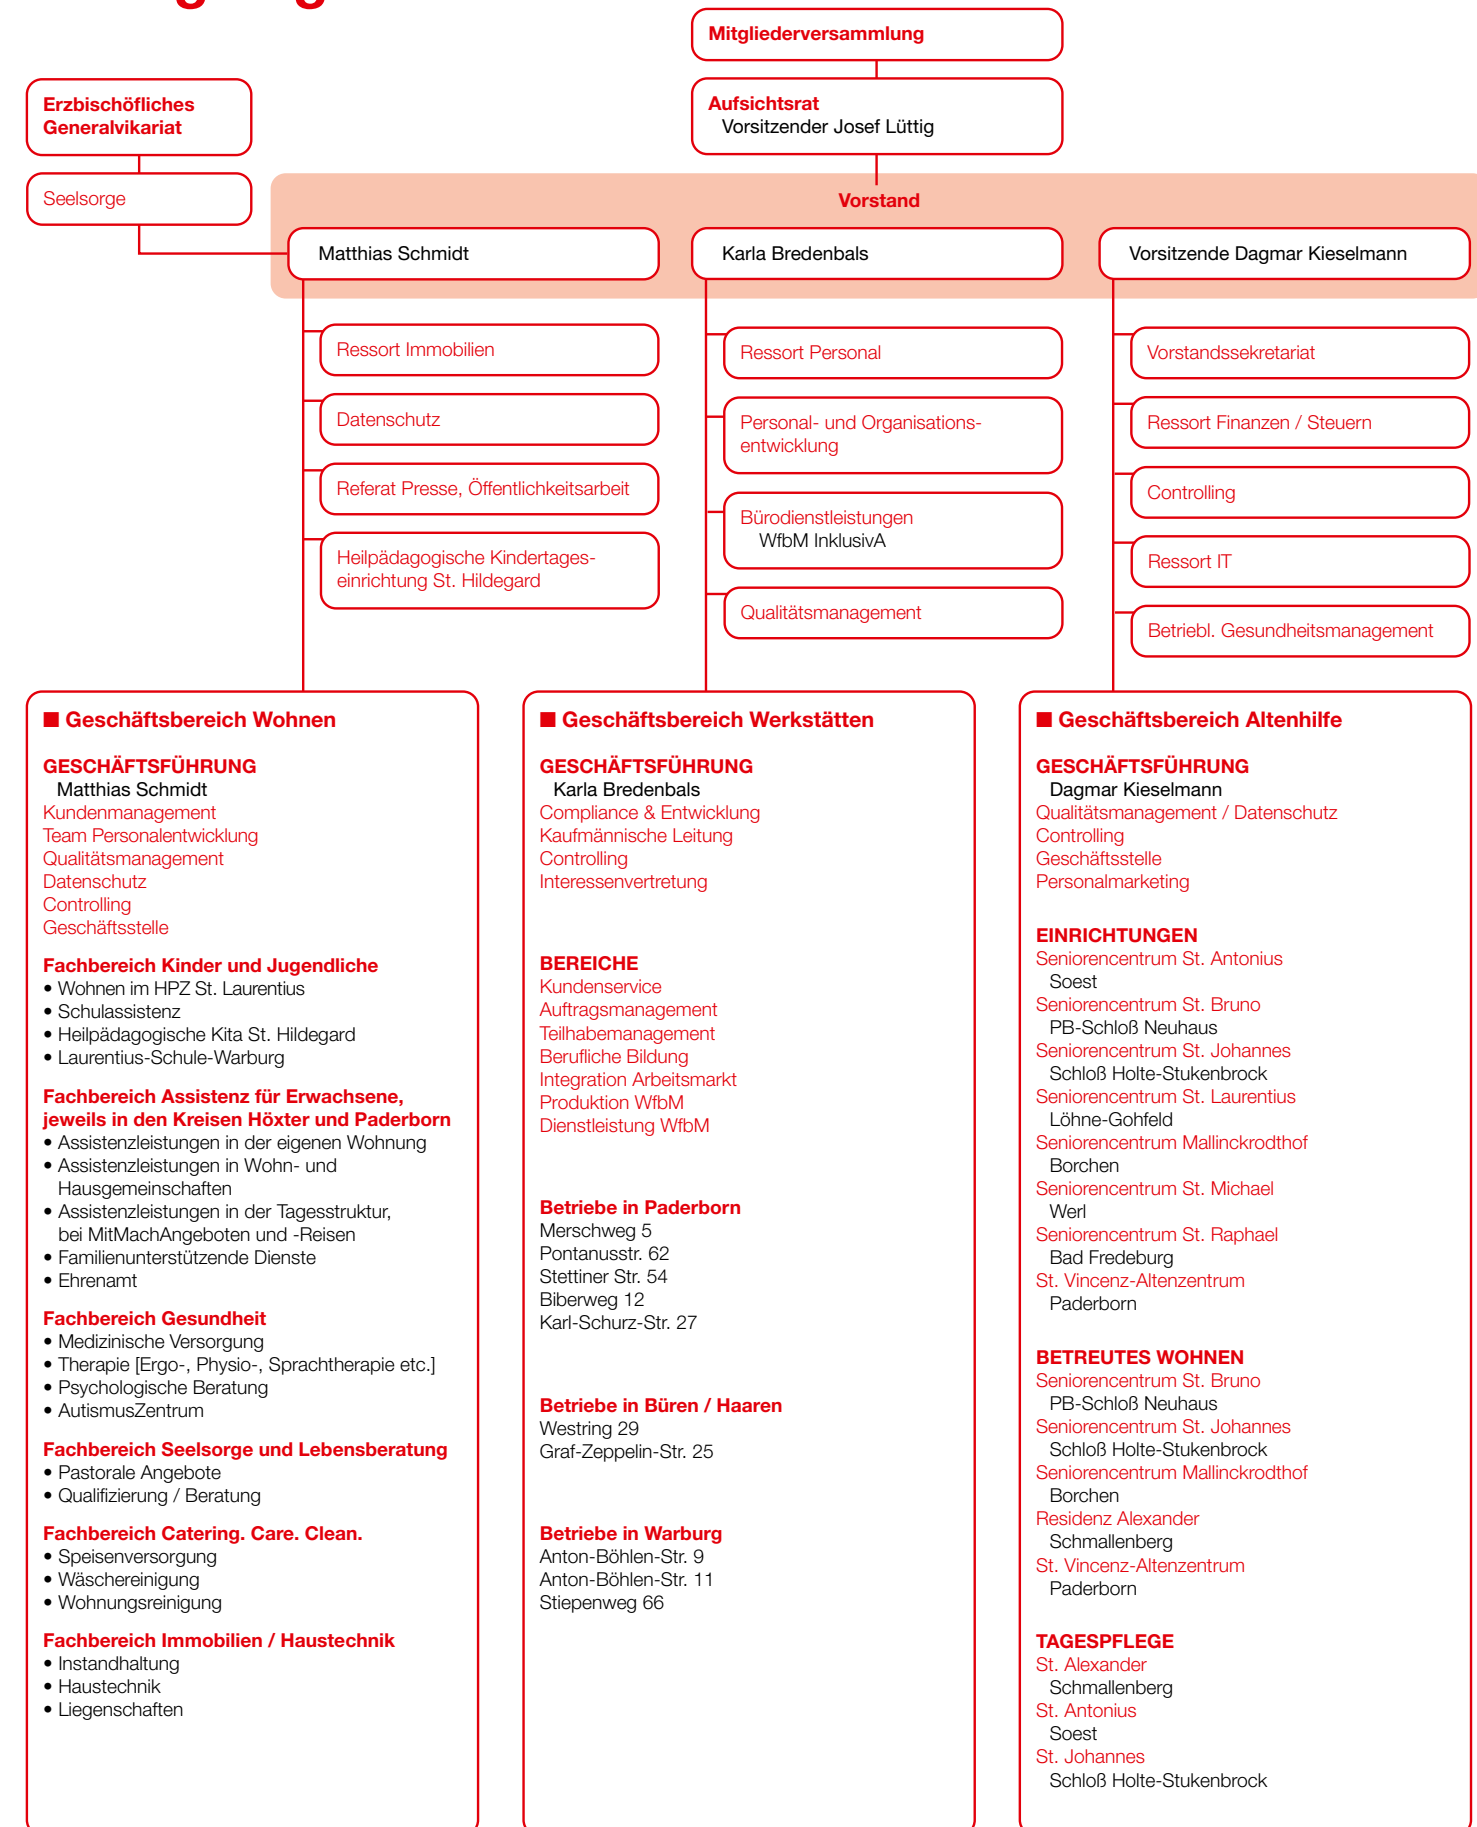 Mitgliederversammlung
Aufsichtsrat
Vorsitzender Josef Lüttig
Erzbischöfliches
Generalvikariat
Seelsorge
Vorstand
Matthias Schmidt
Karla Bredenbals
Vorsitzende Dagmar Kieselmann
Ressort Immobilien
Datenschutz
Referat Presse, Öffentlichkeitsarbeit
Heilpädagogische Kindertages-
einrichtung St. Hildegard
Ressort Personal
Personal- und Organisations-
entwicklung
Bürodienstleistungen
WfbM InklusivA
Qualitätsmanagement
Vorstandssekretariat
Ressort Finanzen / Steuern
Controlling
Ressort IT
Betriebl. Gesundheitsmanagement
■ Geschäftsbereich Wohnen
GESCHÄFTSFÜHRUNG
Matthias Schmidt
Kundenmanagement
Team Personalentwicklung
Qualitätsmanagement
Datenschutz
Controlling
Geschäftsstelle
Fachbereich Kinder und Jugendliche
• Wohnen im HPZ St. Laurentius
• Schulassistenz
• Heilpädagogische Kita St. Hildegard
• Laurentius-Schule-Warburg
Fachbereich Assistenz für Erwachsene,
jeweils in den Kreisen Höxter und Paderborn
• Assistenzleistungen in der eigenen Wohnung
• Assistenzleistungen in Wohn- und
Hausgemeinschaften
• Assistenzleistungen in der Tagesstruktur,
bei MitMachAngeboten und -Reisen
• Familienunterstützende Dienste
• Ehrenamt
Fachbereich Gesundheit
• Medizinische Versorgung
• Therapie [Ergo-, Physio-, Sprachtherapie etc.]
• Psychologische Beratung
• AutismusZentrum
Fachbereich Seelsorge und Lebensberatung
• Pastorale Angebote
• Qualifizierung / Beratung
Fachbereich Catering. Care. Clean.
• Speisenversorgung
• Wäschereinigung
• Wohnungsreinigung
Fachbereich Immobilien / Haustechnik
• Instandhaltung
• Haustechnik
• Liegenschaften
■ Geschäftsbereich Werkstätten
GESCHÄFTSFÜHRUNG
Karla Bredenbals
Compliance & Entwicklung
Kaufmännische Leitung
Controlling
Interessenvertretung
BEREICHE
Kundenservice
Auftragsmanagement
Teilhabemanagement
Berufliche Bildung
Integration Arbeitsmarkt
Produktion WfbM
Dienstleistung WfbM
Betriebe in Paderborn
Merschweg 5
Pontanusstr. 62
Stettiner Str. 54
Biberweg 12
Karl-Schurz-Str. 27
Betriebe in Büren / Haaren
Westring 29
Graf-Zeppelin-Str. 25
Betriebe in Warburg
Anton-Böhlen-Str. 9
Anton-Böhlen-Str. 11
Stiepenweg 66
■ Geschäftsbereich Altenhilfe
GESCHÄFTSFÜHRUNG
Dagmar Kieselmann
Qualitätsmanagement / Datenschutz
Controlling
Geschäftsstelle
Personalmarketing
EINRICHTUNGEN
Seniorencentrum St. Antonius
Soest
Seniorencentrum St. Bruno
PB-Schloß Neuhaus
Seniorencentrum St. Johannes
Schloß Holte-Stukenbrock
Seniorencentrum St. Laurentius
Löhne-Gohfeld
Seniorencentrum Mallinckrodthof
Borchen
Seniorencentrum St. Michael
Werl
Seniorencentrum St. Raphael
Bad Fredeburg
St. Vincenz-Altenzentrum
Paderborn
BETREUTES WOHNEN
Seniorencentrum St. Bruno
PB-Schloß Neuhaus
Seniorencentrum St. Johannes
Schloß Holte-Stukenbrock
Seniorencentrum Mallinckrodthof
Borchen
Residenz Alexander
Schmallenberg
St. Vincenz-Altenzentrum
Paderborn
TAGESPFLEGE
St. Alexander
Schmallenberg
St. Antonius
Soest
St. Johannes
Schloß Holte-Stukenbrock